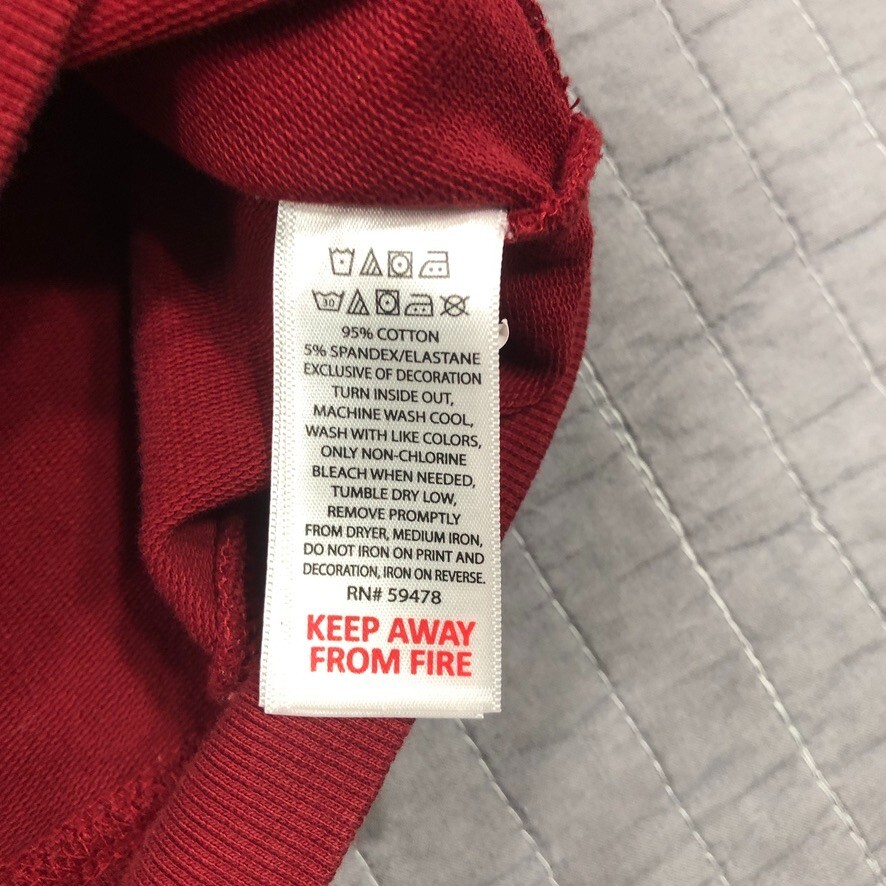 30
95% COTTON
5% SPANDEX/ELASTANE
EXCLUSIVE OF DECORATION
TURN INSIDE OUT,
MACHINE WASH COOL,
WASH WITH LIKE COLORS,
ONLY NON-CHLORINE
BLEACH WHEN NEEDED,
TUMBLE DRY LOW,
REMOVE PROMPTLY
FROM DRYER, MEDIUM IRON,
DO NOT IRON ON PRINT AND
DECORATION, IRON ON REVERSE.
RN# 59478
KEEP AWAY
FROM FIRE